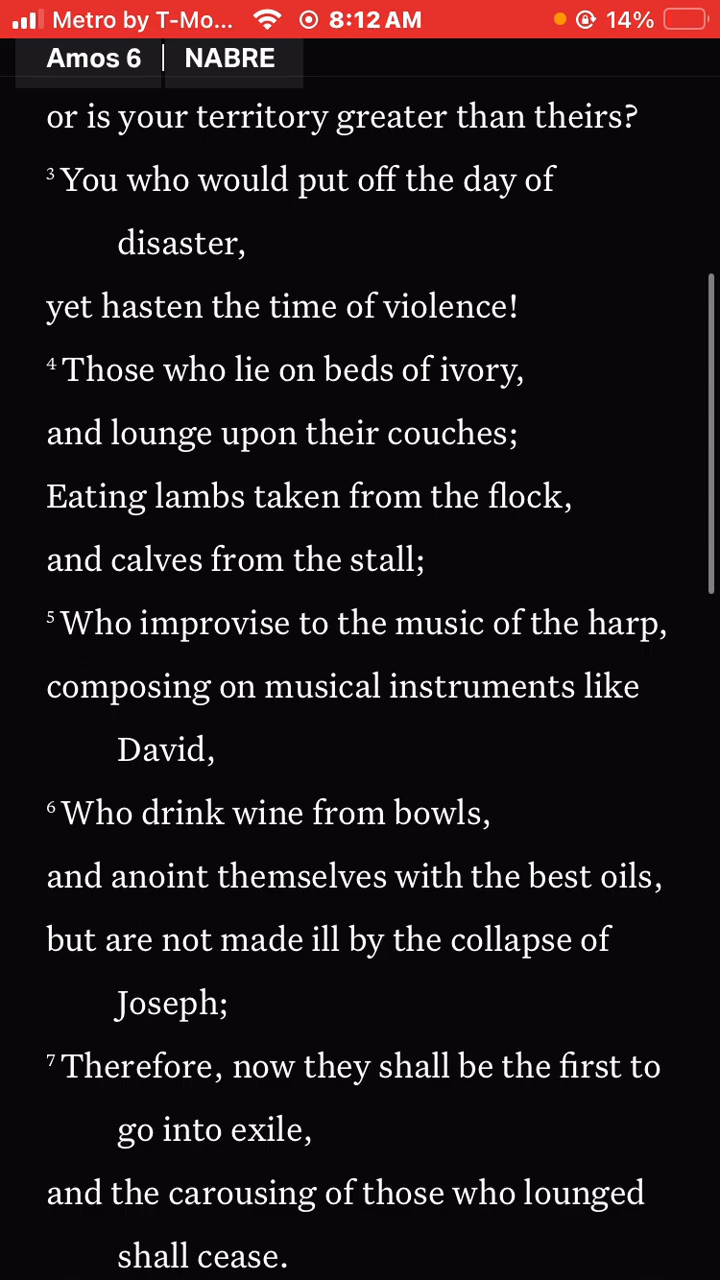 Metro by T-Mo... 8:12 AM 14%
Amos 6 | NABRE
or is your territory greater than theirs?
3 You who would put off the day of
disaster,
yet hasten the time of violence!
4 Those who lie on beds of ivory,
and lounge upon their couches;
Eating lambs taken from the flock,
and calves from the stall;
5 Who improvise to the music of the harp,
composing on musical instruments like
David,
6 Who drink wine from bowls,
and anoint themselves with the best oils,
but are not made ill by the collapse of
Joseph;
7 Therefore, now they shall be the first to
go into exile,
and the carousing of those who lounged
shall cease.